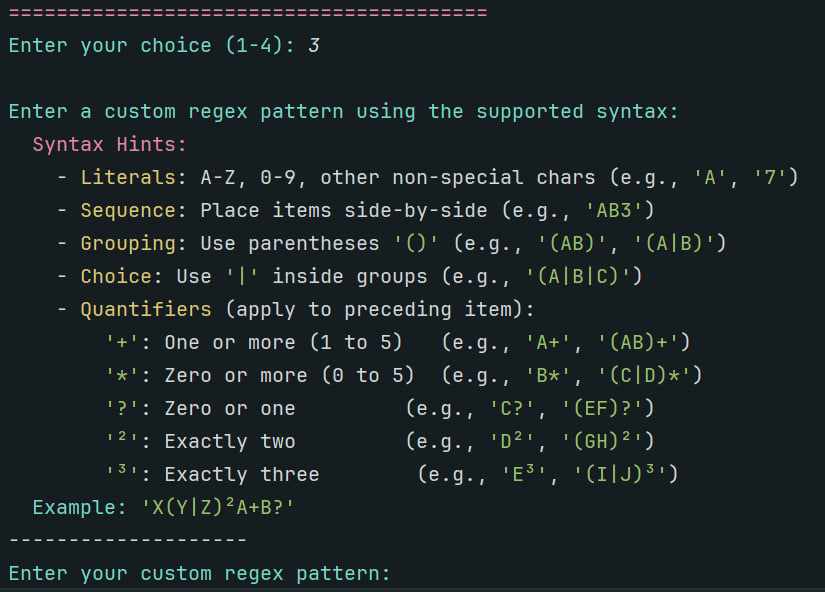 ========================================
Enter your choice (1-4): 3
Enter a custom regex pattern using the supported syntax:
Syntax Hints:
- Literals: A-Z, 0-9, other non-special chars (e.g., 'A', '7')
- Sequence: Place items side-by-side (e.g., 'AB3')
- Grouping: Use parentheses '()' (e.g., '(AB)', '(A|B)')
- Choice: Use '|' inside groups (e.g., '(A|B|C)')
- Quantifiers (apply to preceding item):
'+': One or more (1 to 5) (e.g., 'A+', '(AB)+')
'*': Zero or more (0 to 5) (e.g., 'B*', '(C|D)*')
'?': Zero or one (e.g., 'C?', '(EF)?')
'²': Exactly two (e.g., 'D²', '(GH)²')
'³': Exactly three (e.g., 'E³', '(I|J)³')
Example: 'X(Y|Z)²A+B?'
--------------------
Enter your custom regex pattern: